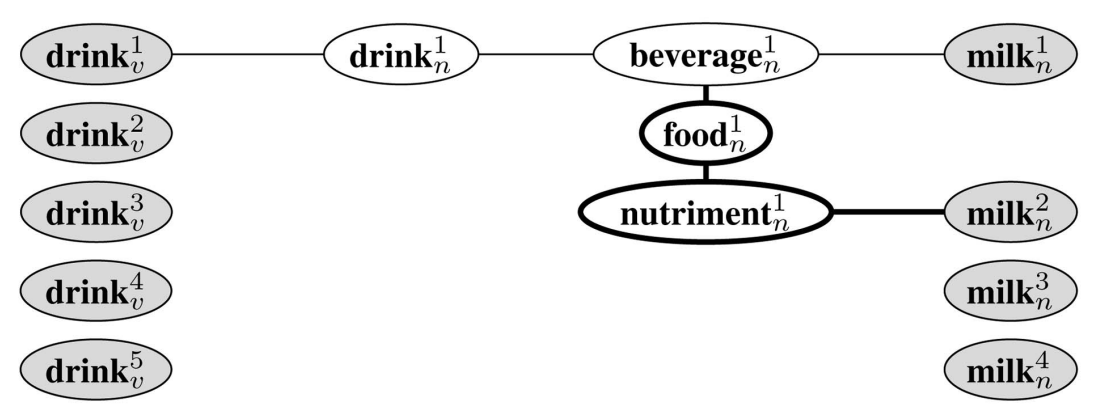 drink¹ᵥ drink¹ₙ beverage¹ₙ milk¹ₙ
drink²ᵥ food¹ₙ
drink³ᵥ nutriment¹ₙ milk²ₙ
drink⁴ᵥ milk³ₙ
drink⁵ᵥ milk⁴ₙ